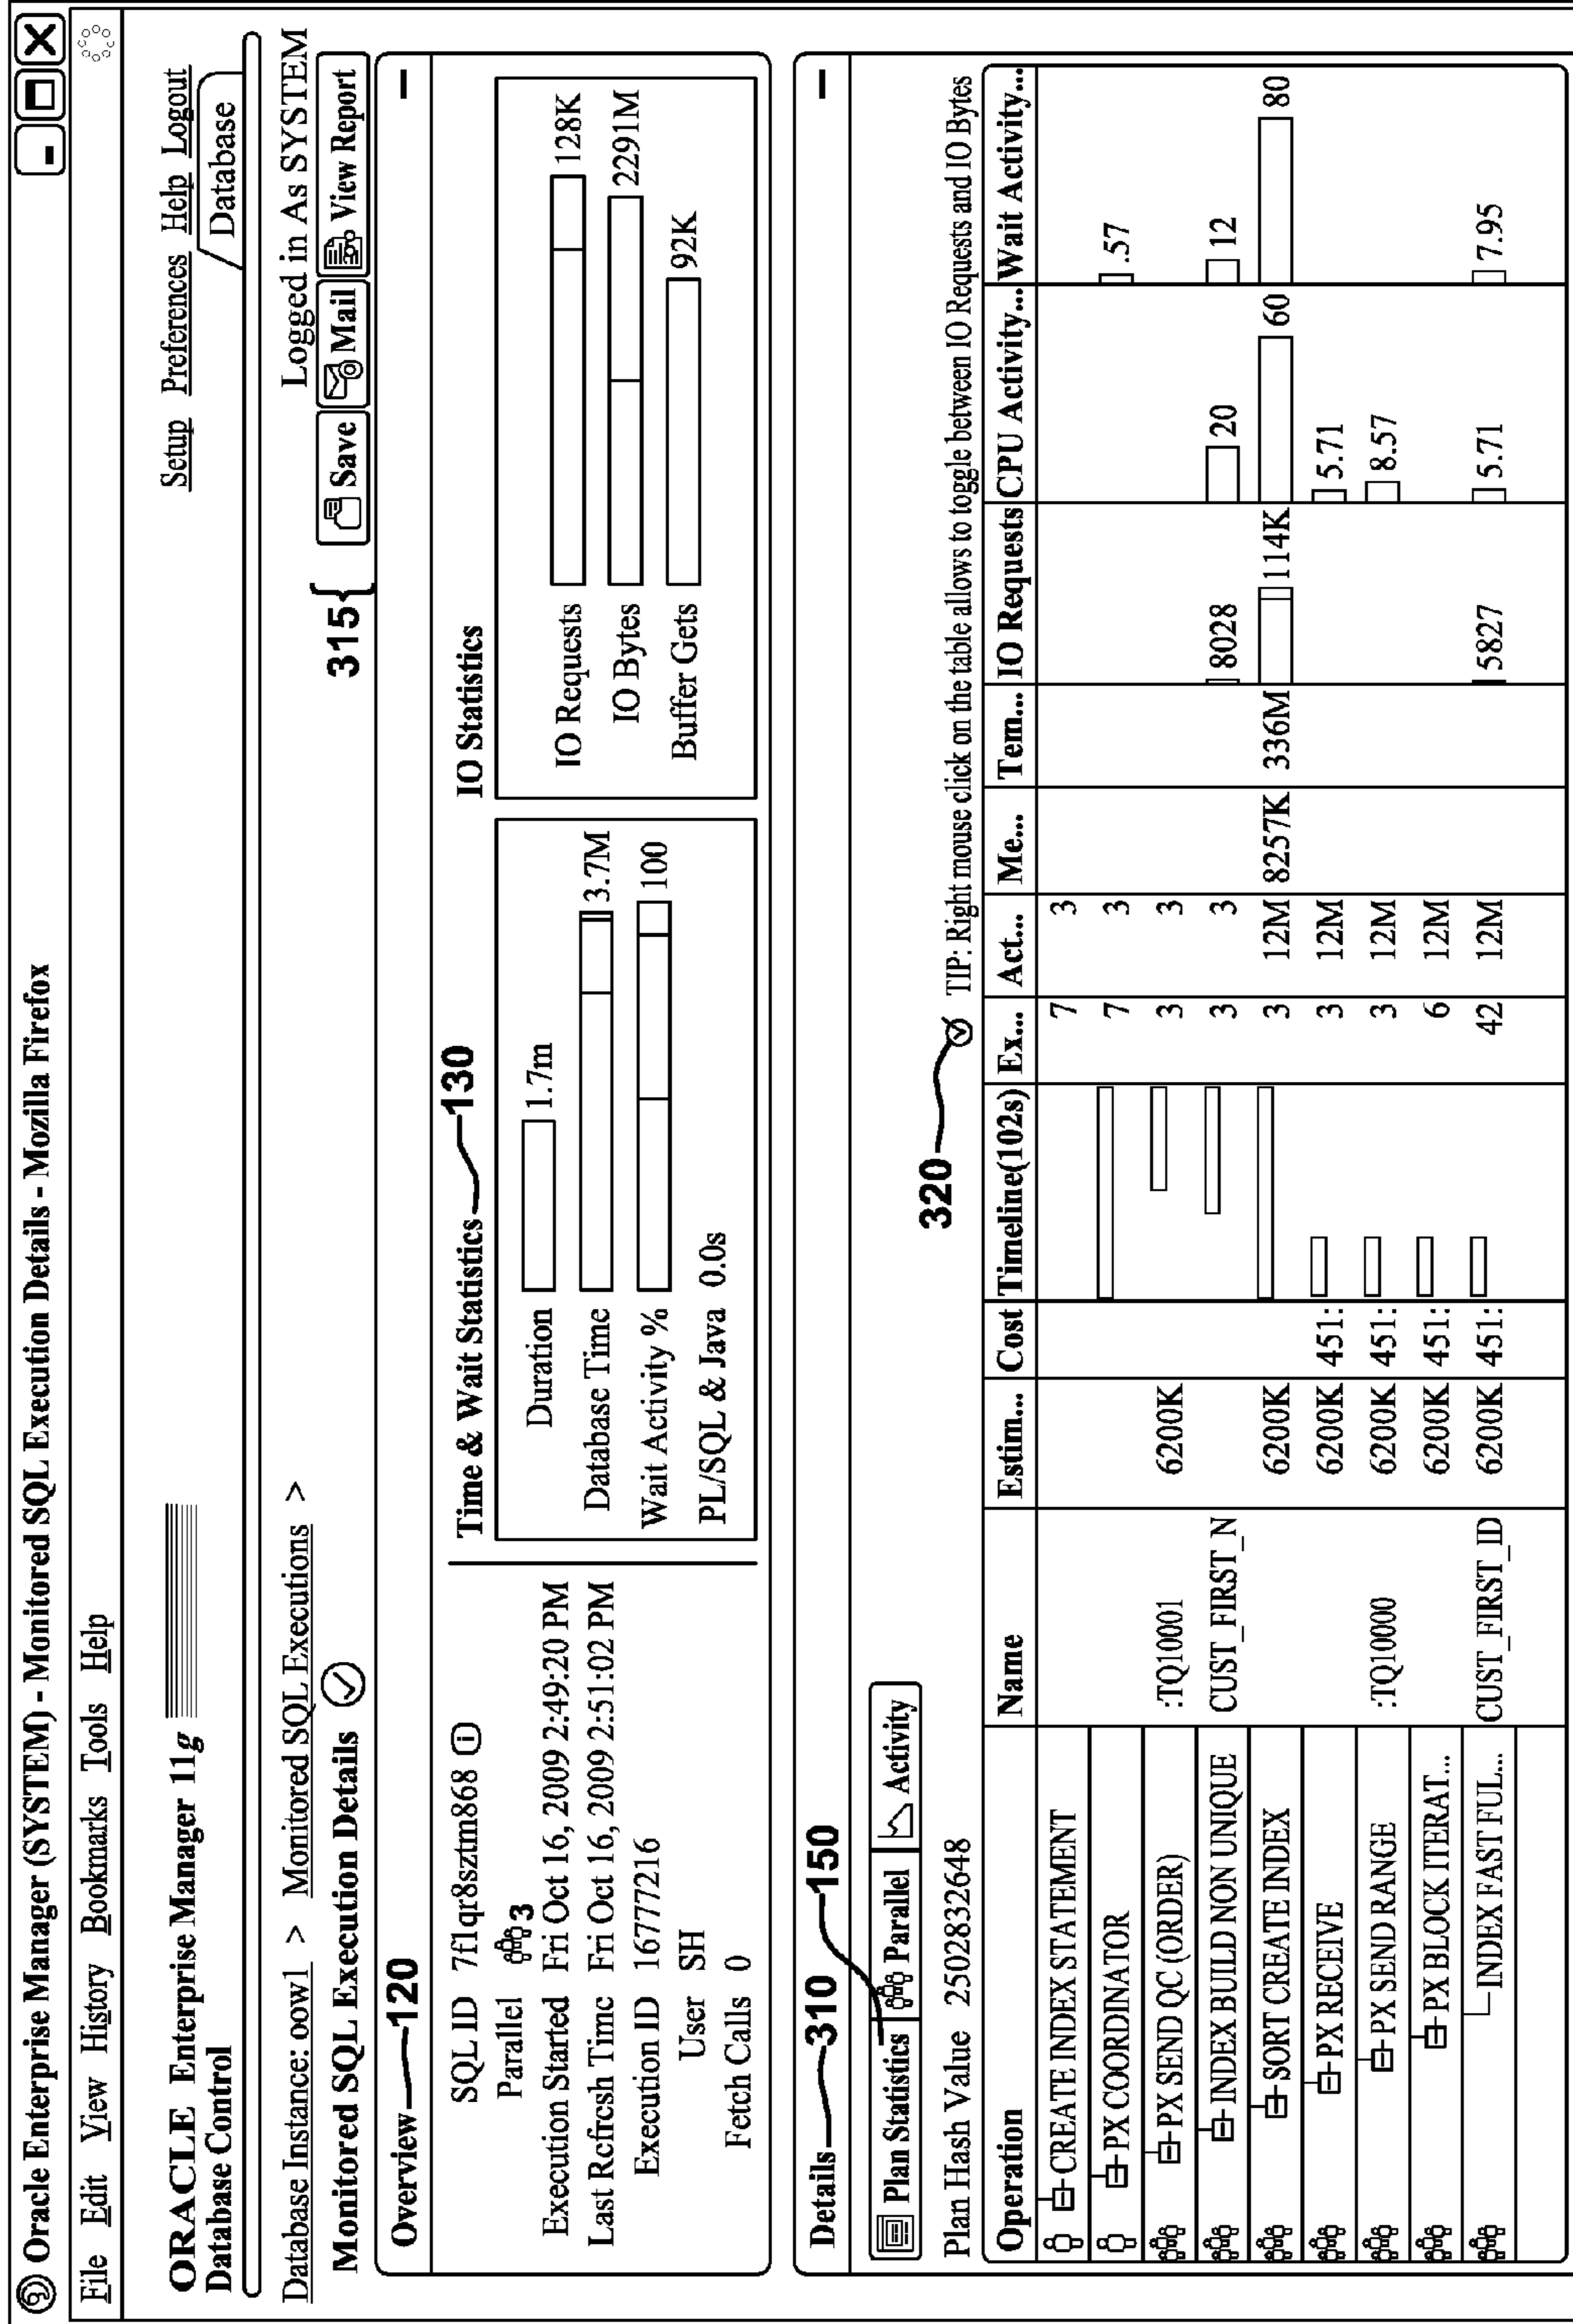 Oracle Enterprise Manager (SYSTEM) - Monitored SQL Execution Details - Mozilla Firefox
File Edit View History Bookmarks Tools Help
ORACLE Enterprise Manager 11g
Database Control
Setup Preferences Help Logout
Database
Database Instance: oow1 > Monitored SQL Executions >
Logged in As SYSTEM
Monitored SQL Execution Details
315{
Save Mail View Report
Overview 120
SQL ID 7f1qr8sztm868
Parallel 3
Execution Started Fri Oct 16, 2009 2:49:20 PM
Last Rcfrcsh Time Fri Oct 16, 2009 2:51:02 PM
Execution ID 16777216
User SH
Fetch Calls 0
Time & Wait Statistics 130
Duration 1.7m
Database Time 3.7M
Wait Activity % 100
PL/SQL & Java 0.0s
IO Statistics
IO Requests 128K
IO Bytes 2291M
Buffer Gets 92K
Details 310 150
Plan Statistics Parallel Activity
Plan Hash Value 2502832648
320 TIP: Right mouse click on the table allows to toggle between IO Requests and IO Bytes
Operation Name Estim... Cost Timeline(102s) Ex... Act... Me... Tem... IO Requests CPU Activity... Wait Activity...
CREATE INDEX STATEMENT 7 3
PX COORDINATOR 7 3 .57
PX SEND QC (ORDER) :TQ10001 6200K 3 3
INDEX BUILD NON UNIQUE CUST_FIRST_N 3 3 8028 20 12
SORT CREATE INDEX 6200K 3 12M 8257K 336M 114K 60 80
PX RECEIVE 6200K 451: 3 12M 5.71
PX SEND RANGE :TQ10000 6200K 451: 3 12M 8.57
PX BLOCK ITERAT... 6200K 451: 6 12M
INDEX FAST FUL... CUST_FIRST_ID 6200K 451: 42 12M 5827 5.71 7.95